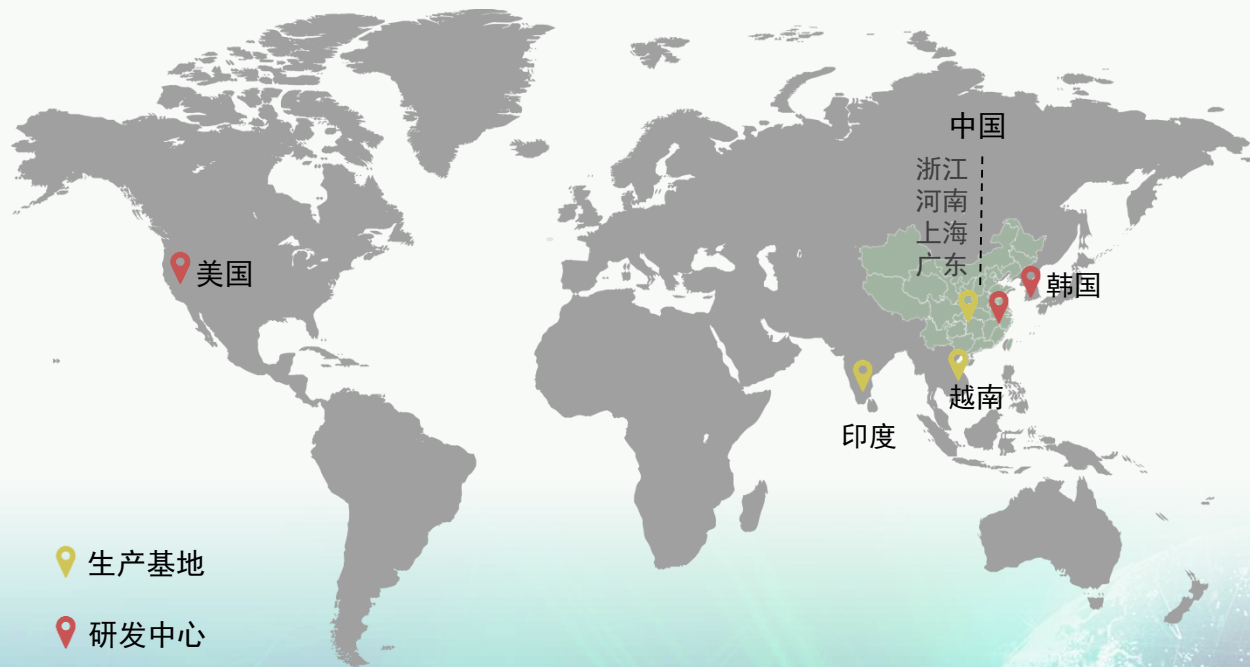 中国
浙江
河南
上海
广东
美国
韩国
越南
印度
生产基地
研发中心